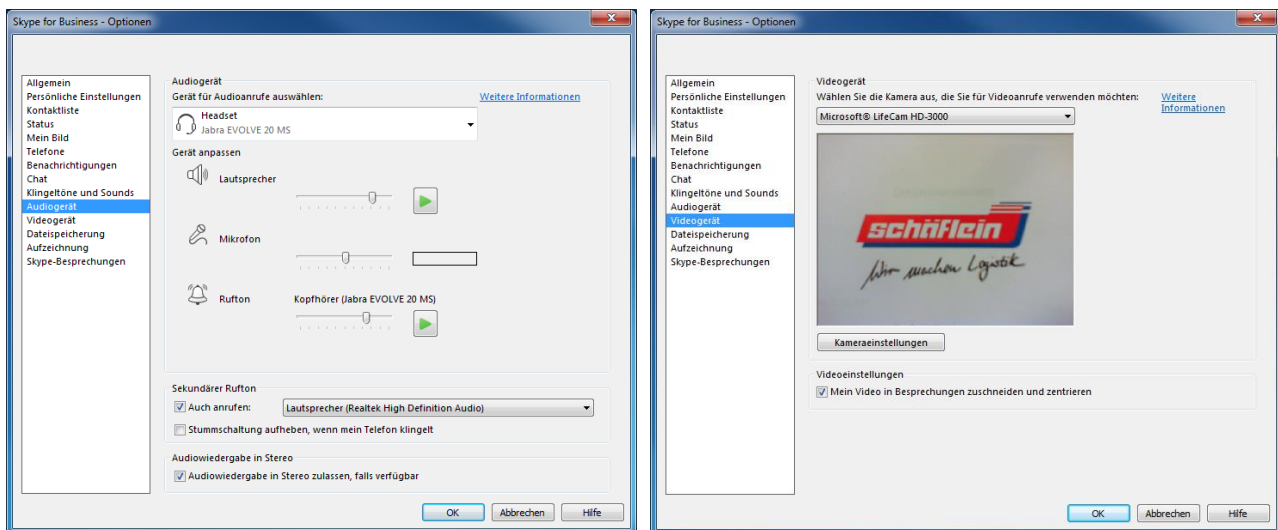 Skype for Business - Optionen
Allgemein
Persönliche Einstellungen
Kontaktliste
Status
Mein Bild
Telefone
Benachrichtigungen
Chat
Klingeltöne und Sounds
Audiogerät
Videogerät
Dateispeicherung
Aufzeichnung
Skype-Besprechungen
Audiogerät
Gerät für Audioanrufe auswählen:
Weitere Informationen
Headset
Jabra EVOLVE 20 MS
Gerät anpassen
Lautsprecher
Mikrofon
Rufton
Kopfhörer (Jabra EVOLVE 20 MS)
Sekundärer Rufton
Auch anrufen:
Lautsprecher (Realtek High Definition Audio)
Stummschaltung aufheben, wenn mein Telefon klingelt
Audiowiedergabe in Stereo
Audiowiedergabe in Stereo zulassen, falls verfügbar
OK
Abbrechen
Hilfe
Skype for Business - Optionen
Allgemein
Persönliche Einstellungen
Kontaktliste
Status
Mein Bild
Telefone
Benachrichtigungen
Chat
Klingeltöne und Sounds
Audiogerät
Videogerät
Dateispeicherung
Aufzeichnung
Skype-Besprechungen
Videogerät
Wählen Sie die Kamera aus, die Sie für Videoanrufe verwenden möchten:
Weitere
Informationen
Microsoft® LifeCam HD-3000
schäflein
Wir machen Logistik
Kameraeinstellungen
Videoeinstellungen
Mein Video in Besprechungen zuschneiden und zentrieren
OK
Abbrechen
Hilfe